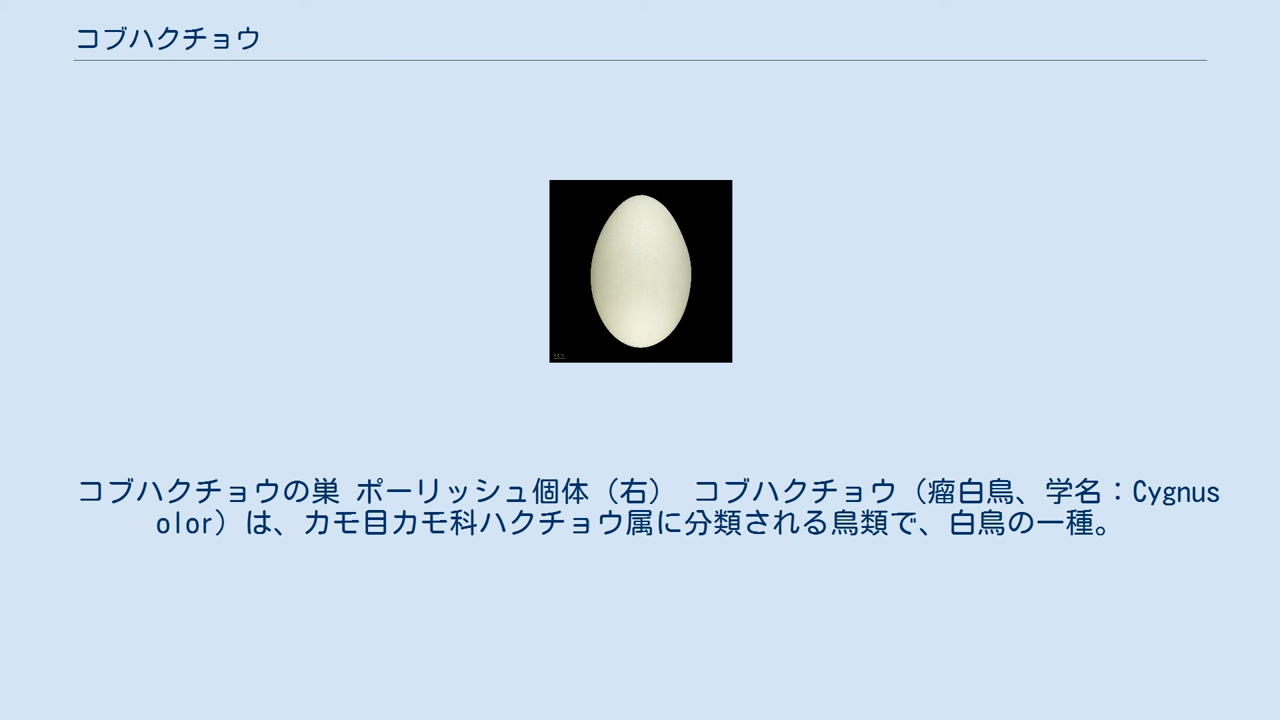 コブハクチョウ
コブハクチョウの巣 ポーリッシュ個体（右） コブハクチョウ（瘤白鳥、学名：Cygnus
olor）は、カモ目カモ科ハクチョウ属に分類される鳥類で、白鳥の一種。